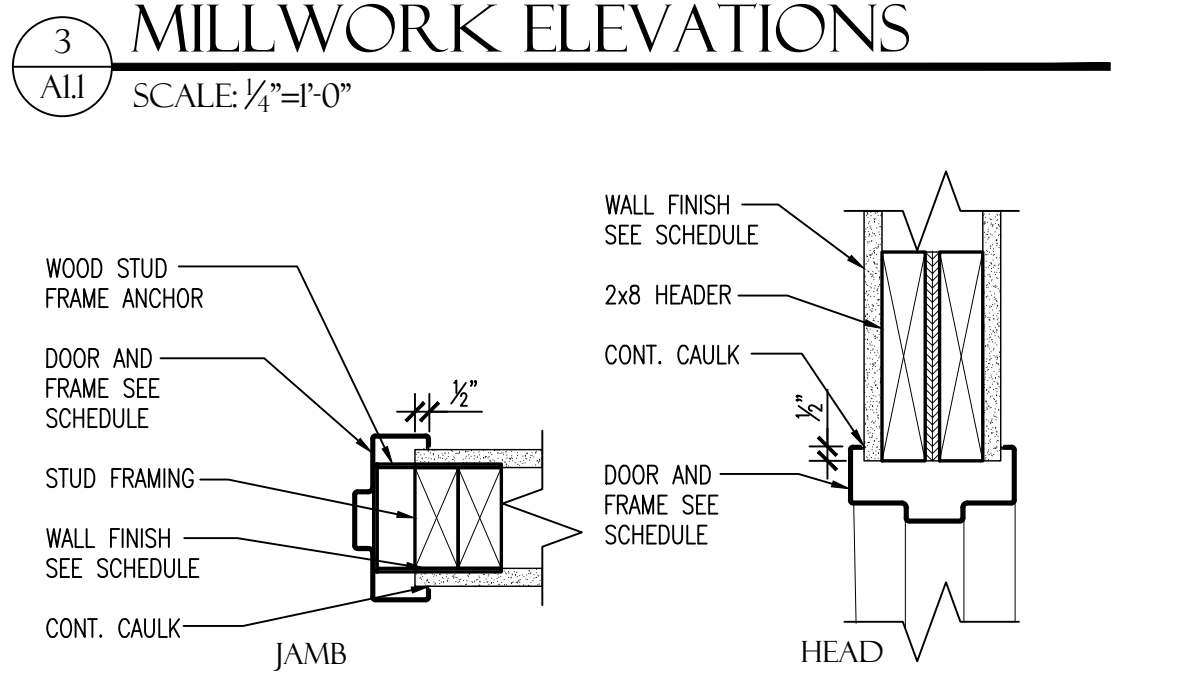 3
A1.1
MILLWORK ELEVATIONS
SCALE: ¼"=1'-0"
WOOD STUD
FRAME ANCHOR
DOOR AND
FRAME SEE
SCHEDULE
STUD FRAMING
WALL FINISH
SEE SCHEDULE
CONT. CAULK
½"
JAMB
WALL FINISH
SEE SCHEDULE
2x8 HEADER
CONT. CAULK
½"
DOOR AND
FRAME SEE
SCHEDULE
HEAD